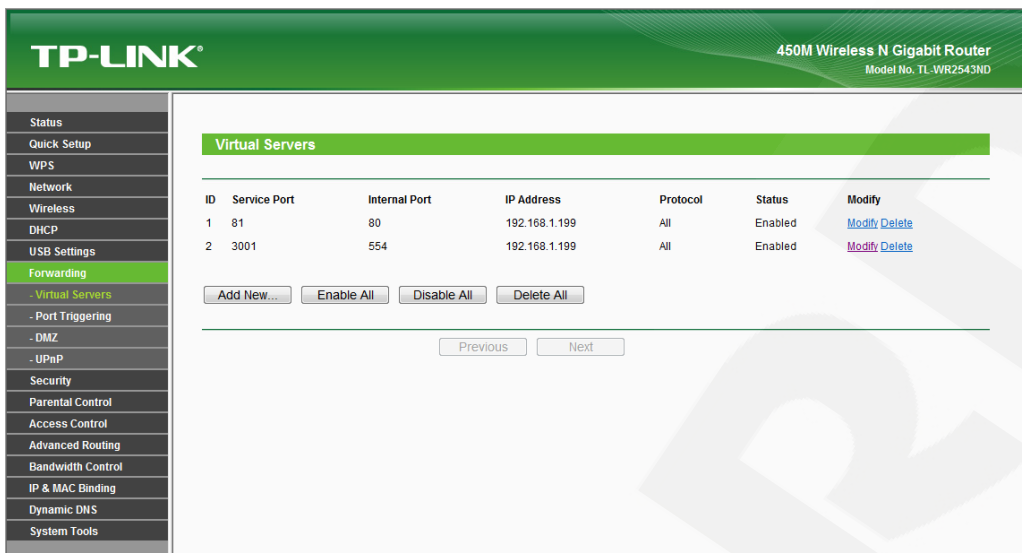 TP-LINK®
450M Wireless N Gigabit Router
Model No. TL-WR2543ND
Status
Quick Setup
WPS
Network
Wireless
DHCP
USB Settings
Forwarding
- Virtual Servers
- Port Triggering
- DMZ
- UPnP
Security
Parental Control
Access Control
Advanced Routing
Bandwidth Control
IP & MAC Binding
Dynamic DNS
System Tools
Virtual Servers
ID Service Port Internal Port IP Address Protocol Status Modify
1 81 80 192.168.1.199 All Enabled Modify Delete
2 3001 554 192.168.1.199 All Enabled Modify Delete
Add New... Enable All Disable All Delete All
Previous Next